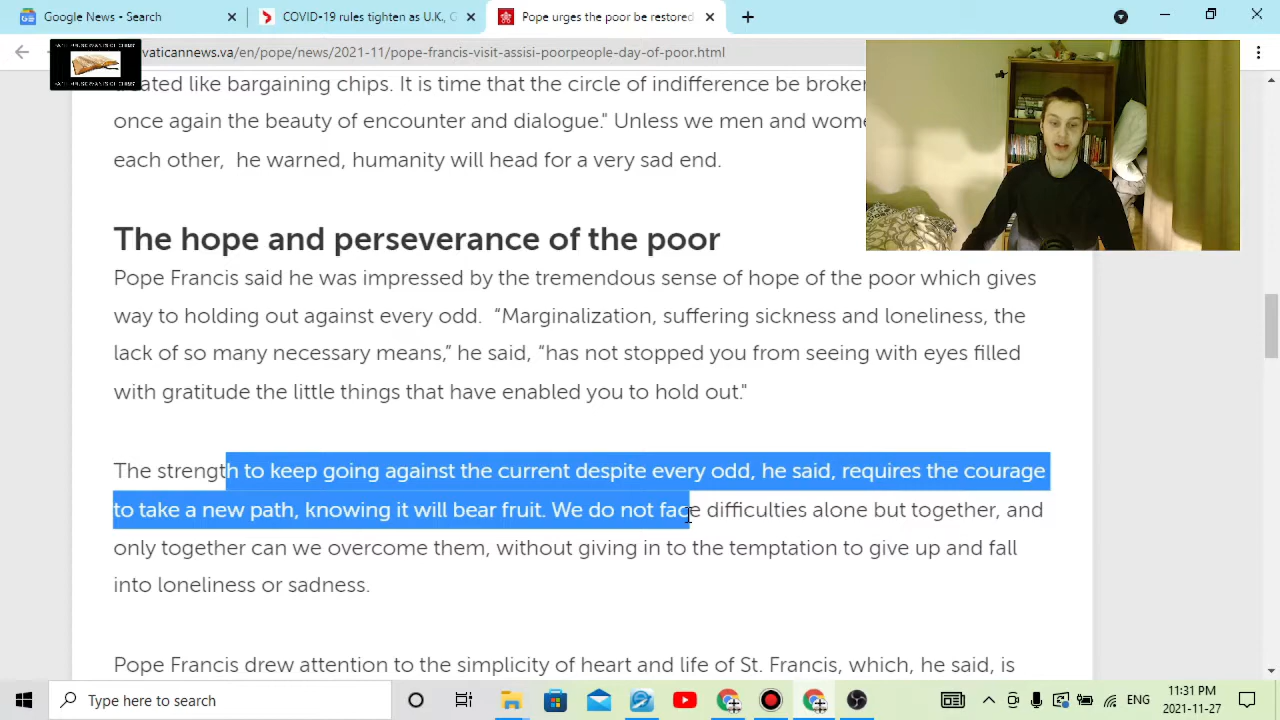 Google News - Search
COVID-19 rules tighten as U.K., G
ges the poor be restored
vaticannews.va/en/pope/news/2021-11/pope-francis-visit-assisi-porpeople-day-of-poor.html
treated like bargaining chips. It is time that the circle of indifference be broken
once again the beauty of encounter and dialogue." Unless we men and wome
each other, he warned, humanity will head for a very sad end.
The hope and perseverance of the poor
Pope Francis said he was impressed by the tremendous sense of hope of the poor which gives
way to holding out against every odd. “Marginalization, suffering sickness and loneliness, the
lack of so many necessary means,” he said, “has not stopped you from seeing with eyes filled
with gratitude the little things that have enabled you to hold out."
The strength to keep going against the current despite every odd, he said, requires the courage
to take a new path, knowing it will bear fruit. We do not face difficulties alone but together, and
only together can we overcome them, without giving in to the temptation to give up and fall
into loneliness or sadness.
Pope Francis drew attention to the simplicity of heart and life of St. Francis, which, he said, is
Type here to search
ENG
11:31 PM
2021-11-27